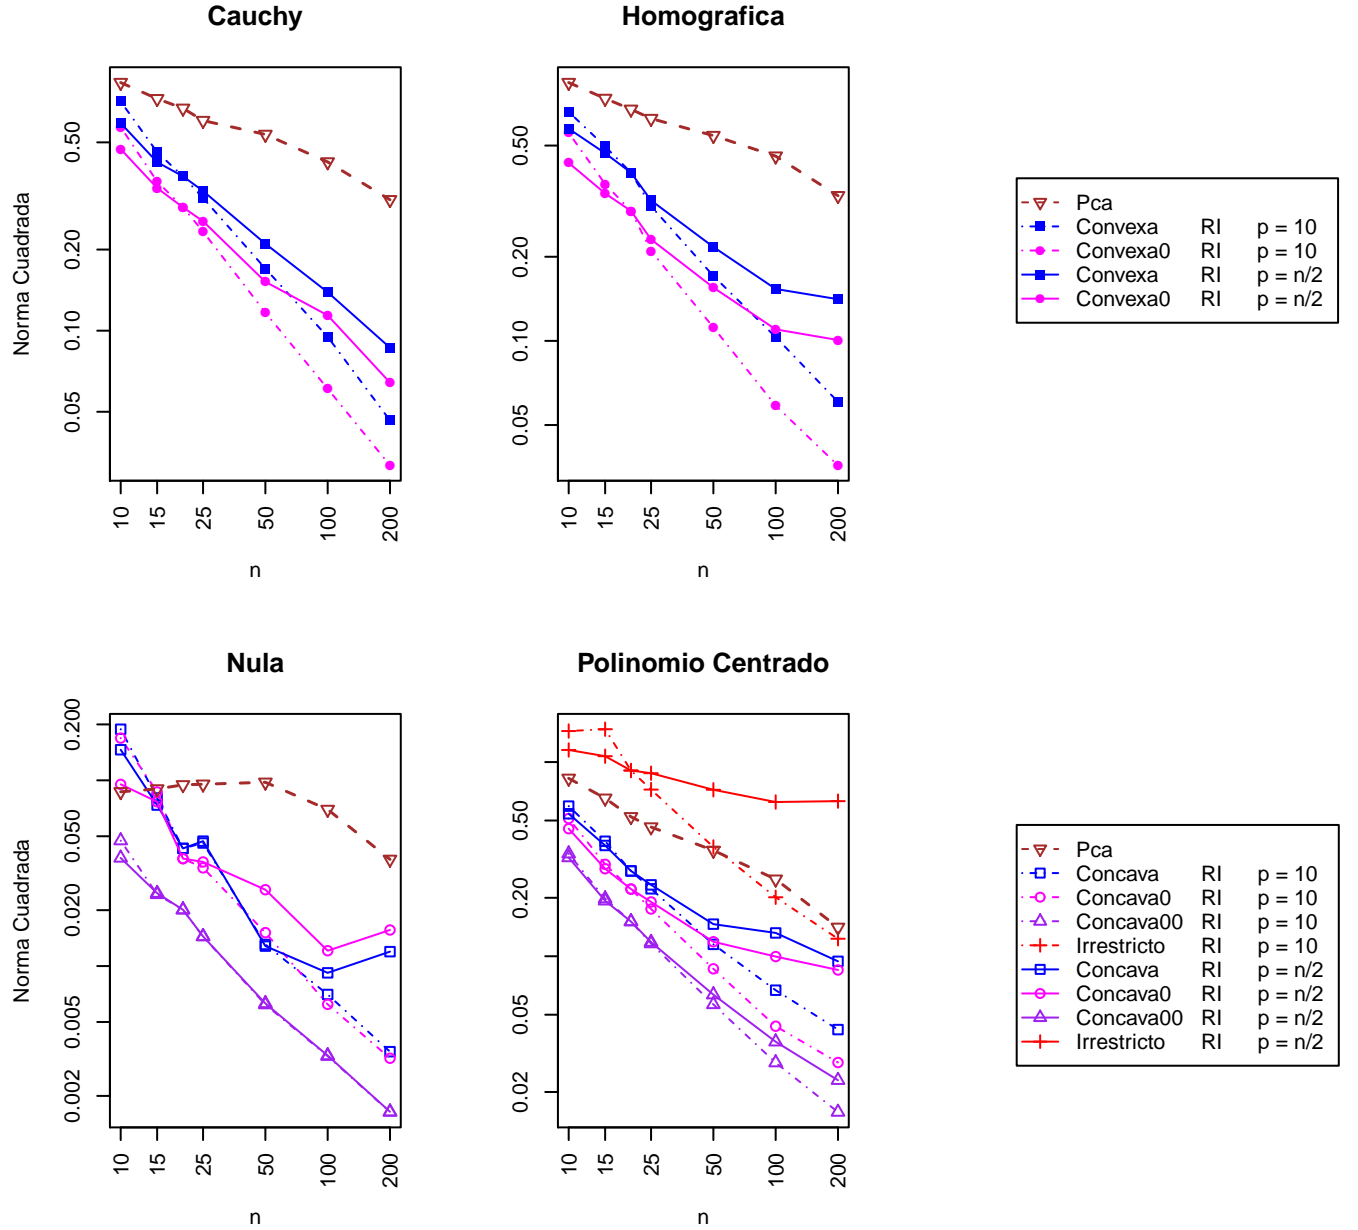 Cauchy
Norma Cuadrada
0.50
0.20
0.10
0.05
10
15
25
50
100
200
n
Homografica
0.50
0.20
0.10
0.05
10
15
25
50
100
200
n
Pca
Convexa RI p = 10
Convexa0 RI p = 10
Convexa RI p = n/2
Convexa0 RI p = n/2
Nula
Norma Cuadrada
0.200
0.050
0.020
0.005
0.002
10
15
25
50
100
200
n
Polinomio Centrado
0.50
0.20
0.05
0.02
10
15
25
50
100
200
n
Pca
Concava RI p = 10
Concava0 RI p = 10
Concava00 RI p = 10
Irrestricto RI p = 10
Concava RI p = n/2
Concava0 RI p = n/2
Concava00 RI p = n/2
Irrestricto RI p = n/2